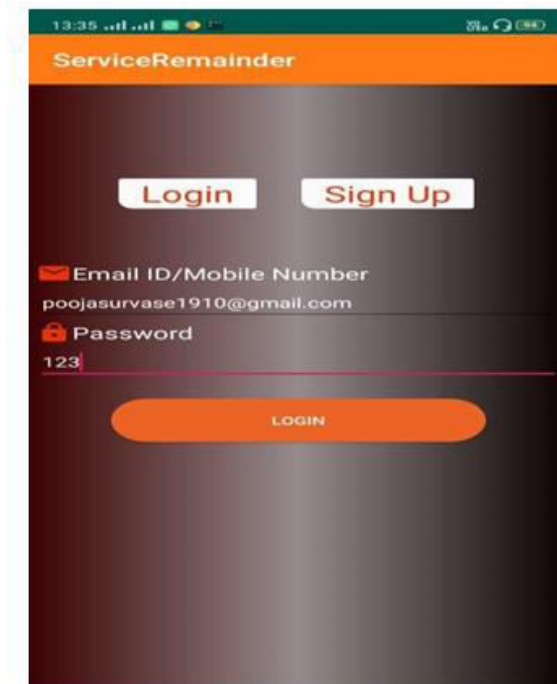 13:35
ServiceRemainder
Login Sign Up
Email ID/Mobile Number
poojasurvase1910@gmail.com
Password
123
LOGIN